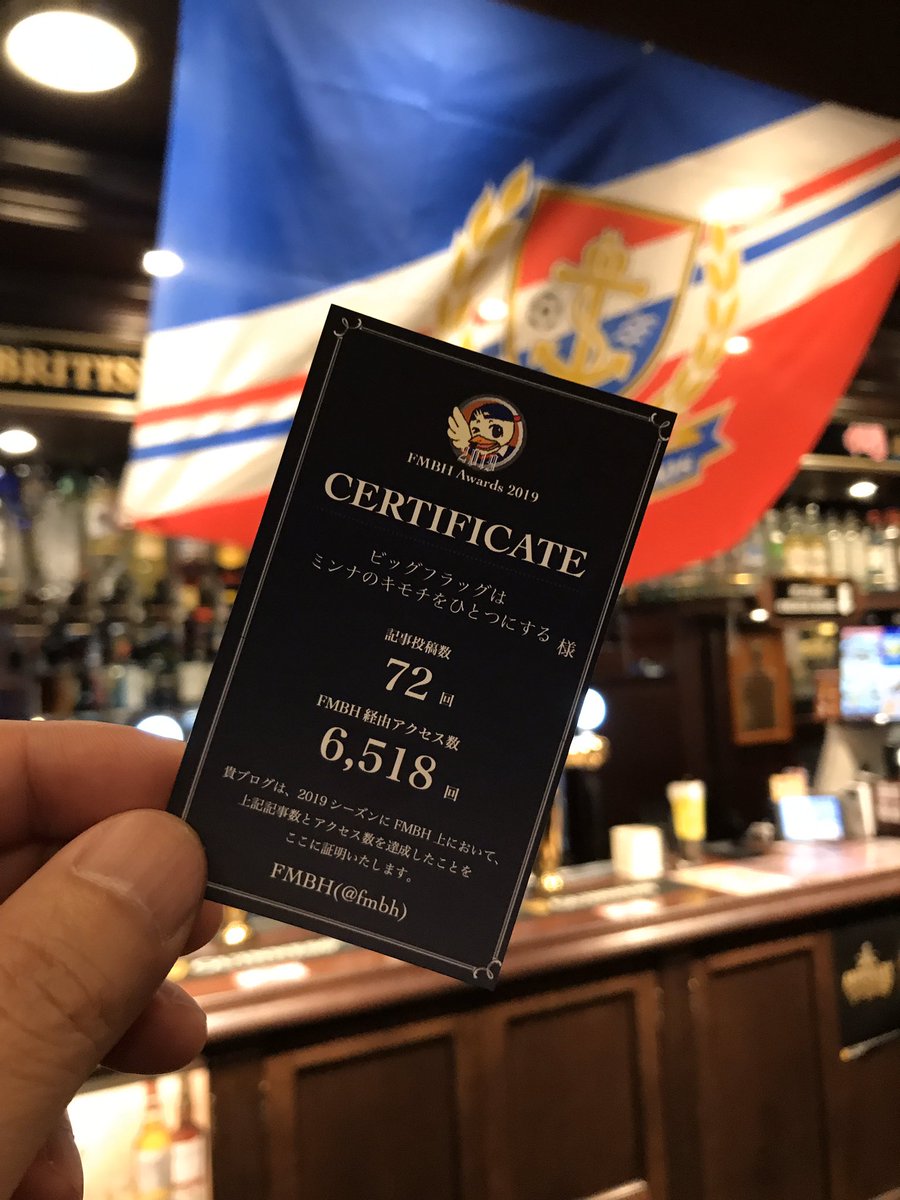 BRITIS
2019
FMBH Awards 2019
CERTIFICATE
ビッグフラッグは
ミンナのキモチをひとつにする 様
記事投稿数
72 回
FMBH 経由アクセス数
6,518 回
貴ブログは、2019 シーズンに FMBH 上において、
上記記事数とアクセス数を達成したことを
ここに証明いたします。
FMBH(@fmbh)